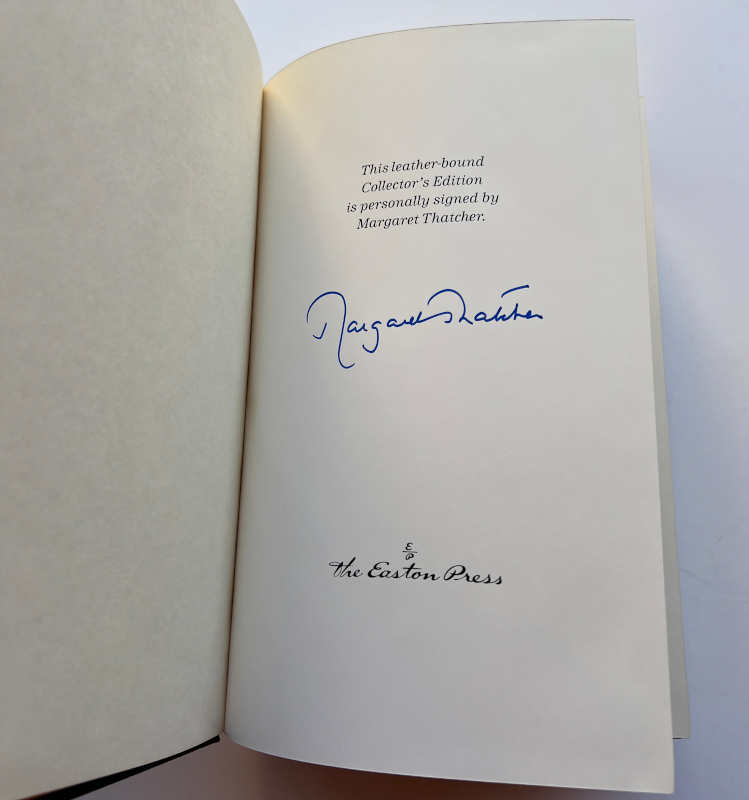 This leather-bound
Collector's Edition
is personally signed by
Margaret Thatcher.
Margaret Thatcher
E
P
the Easton Press